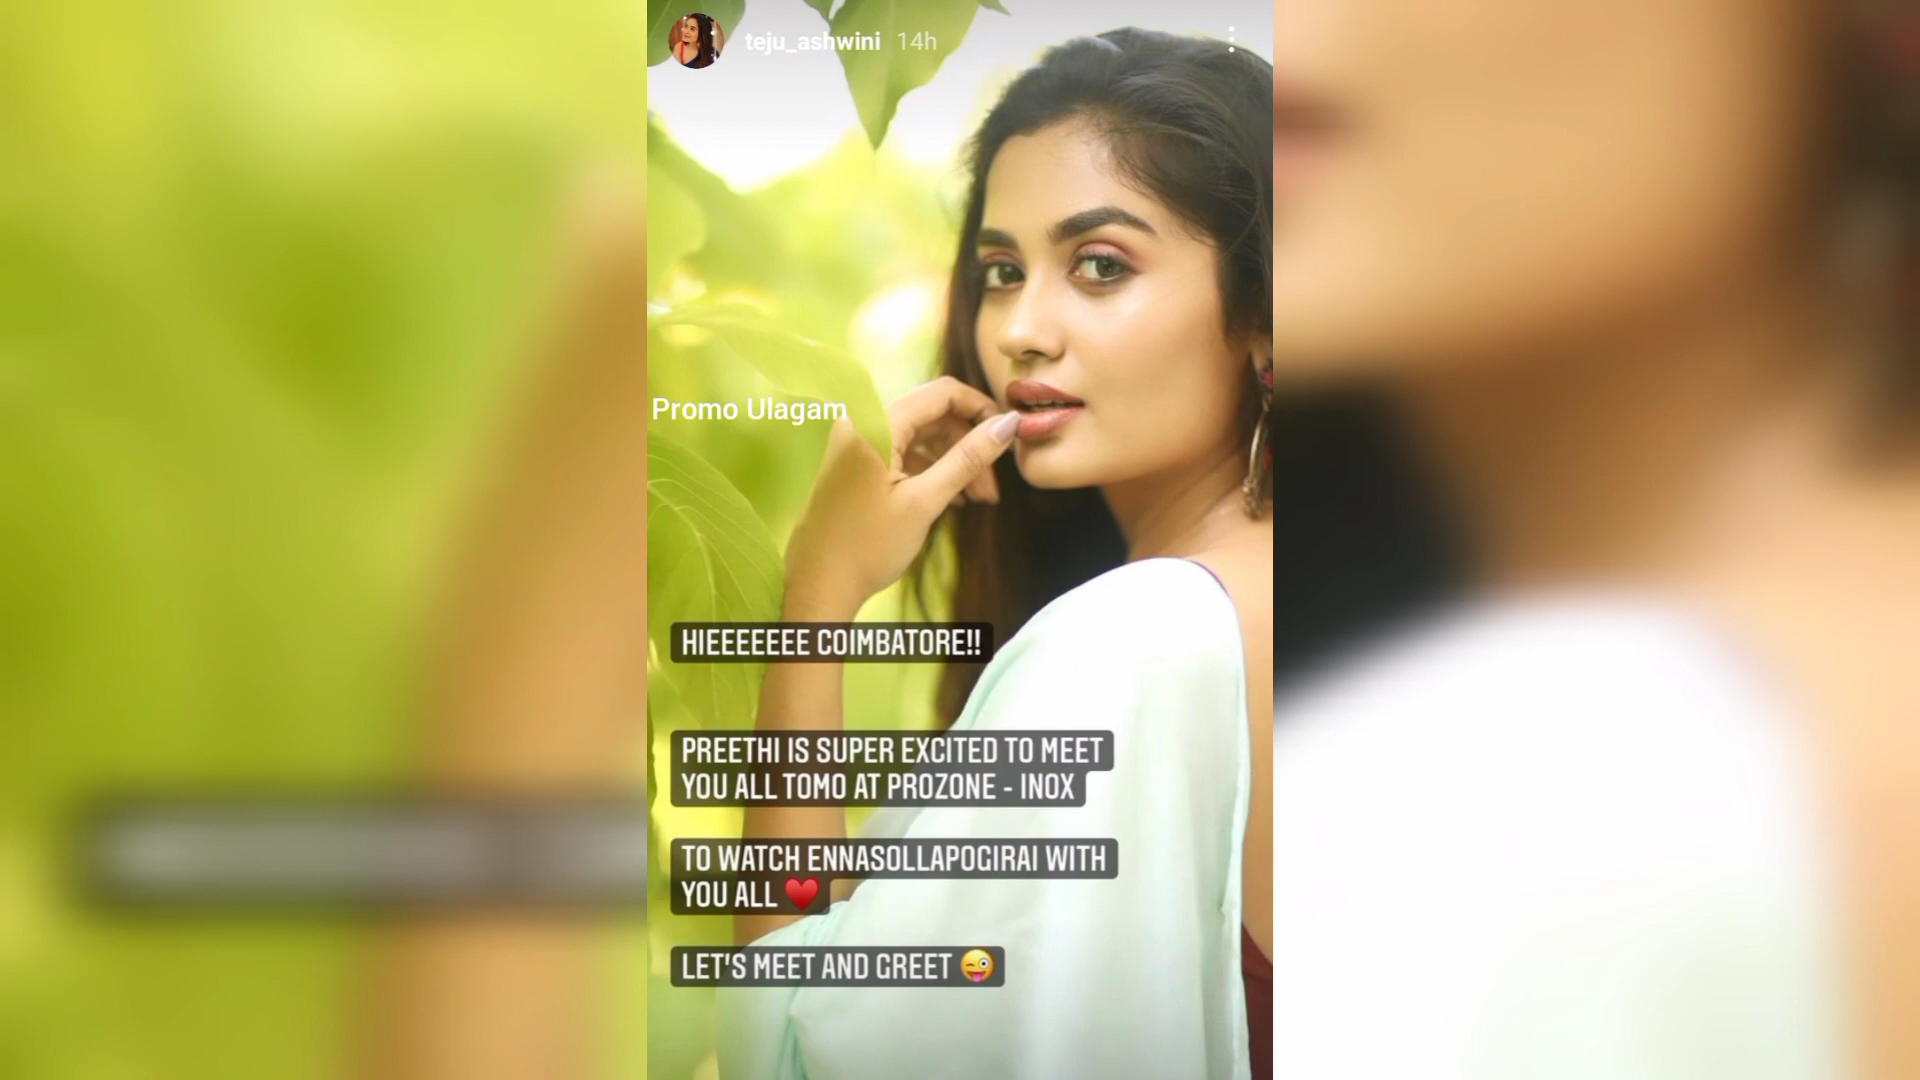 teju_ashwini 14h
Promo Ulagam
HIEEEEEEE COIMBATORE!!
PREETHI IS SUPER EXCITED TO MEET
YOU ALL TOMO AT PROZONE - INOX
TO WATCH ENNASOLLAPOGIRAI WITH
YOU ALL ♥️
LET'S MEET AND GREET 😜